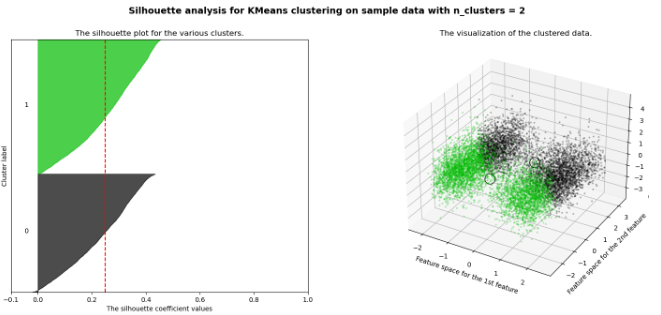 Silhouette analysis for KMeans clustering on sample data with n_clusters = 2
The silhouette plot for the various clusters.
Cluster label
1
0
−0.1 0.0 0.2 0.4 0.6 0.8 1.0
The silhouette coefficient values
The visualization of the clustered data.
4
3
2
1
0
−1
−2
−3
3
2
1
0
−1
−2
−2 −1 0 1 2
Feature space for the 1st feature
Feature space for the 2nd feature